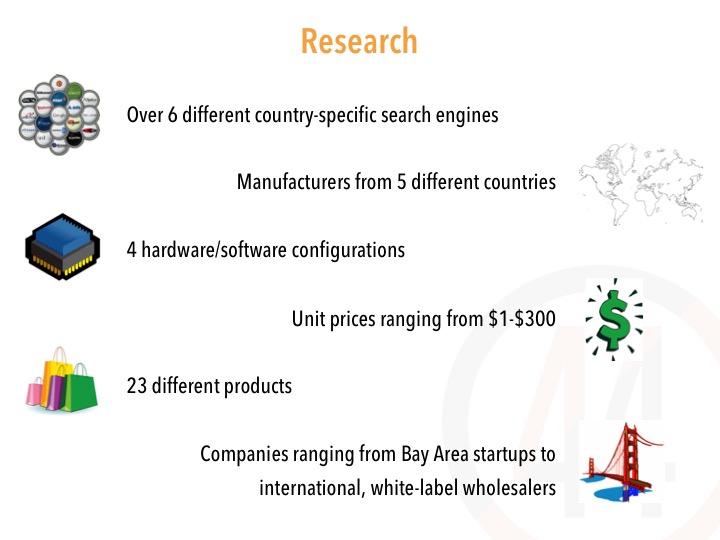 Research
Over 6 different country-specific search engines
Manufacturers from 5 different countries
4 hardware/software configurations
Unit prices ranging from $1-$300
23 different products
Companies ranging from Bay Area startups to
international, white-label wholesalers